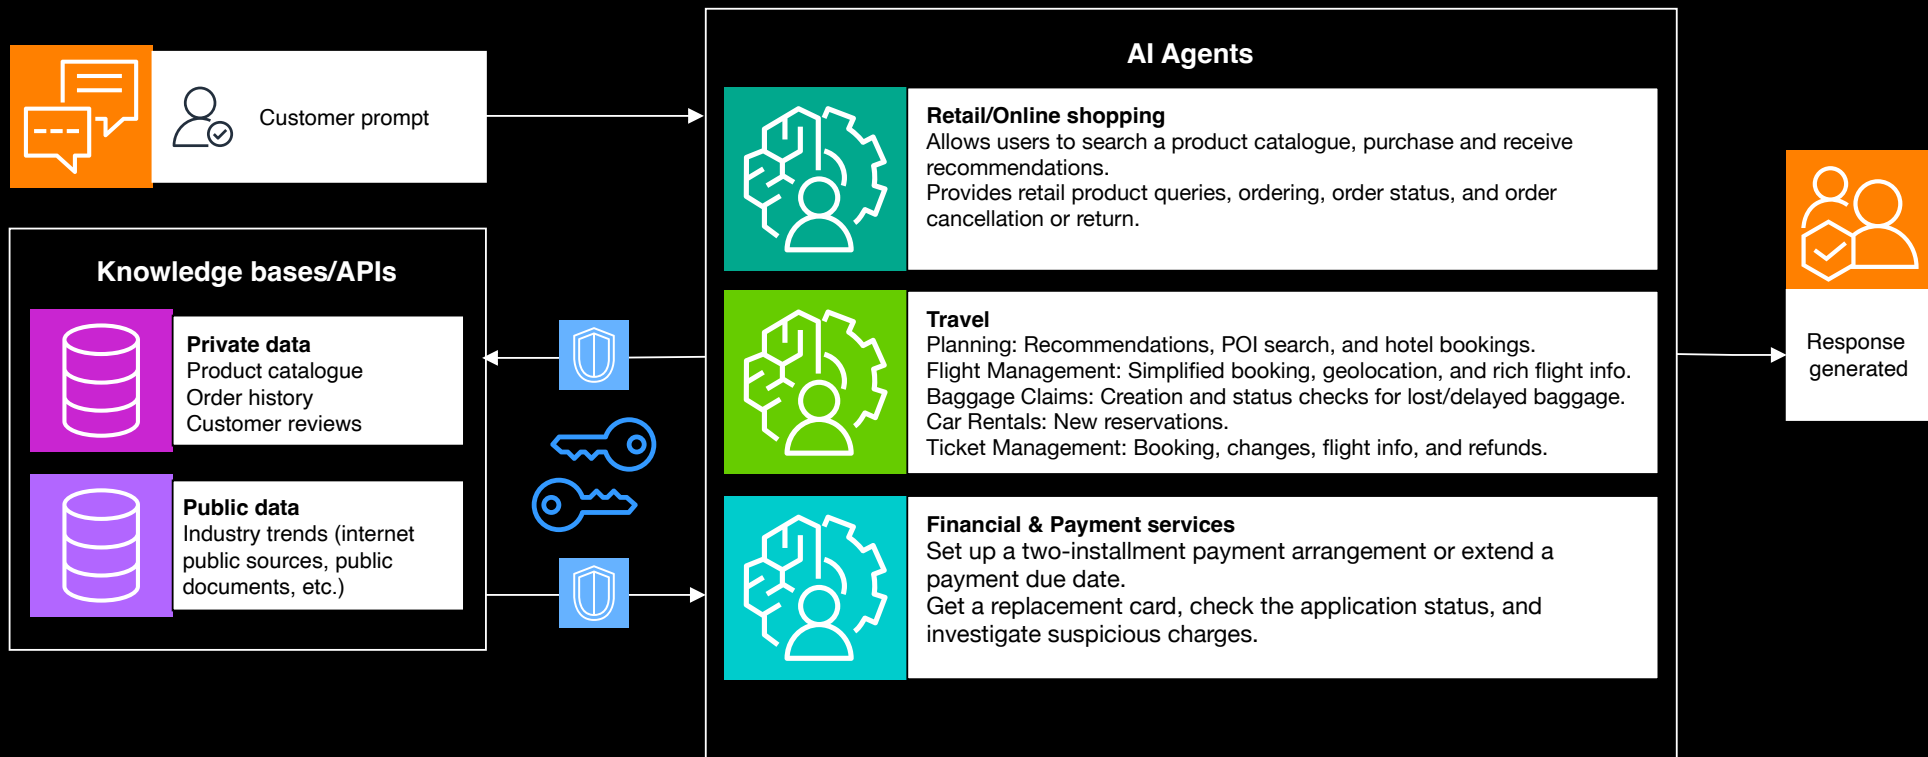 AI Agents
Customer prompt
Retail/Online shopping
Allows users to search a product catalogue, purchase and receive
recommendations.
Provides retail product queries, ordering, order status, and order
cancellation or return.
Knowledge bases/APIs
Private data
Product catalogue
Order history
Customer reviews
Public data
Industry trends (internet
public sources, public
documents, etc.)
Travel
Planning: Recommendations, POI search, and hotel bookings.
Flight Management: Simplified booking, geolocation, and rich flight info.
Baggage Claims: Creation and status checks for lost/delayed baggage.
Car Rentals: New reservations.
Ticket Management: Booking, changes, flight info, and refunds.
Financial & Payment services
Set up a two-installment payment arrangement or extend a
payment due date.
Get a replacement card, check the application status, and
investigate suspicious charges.
Response
generated